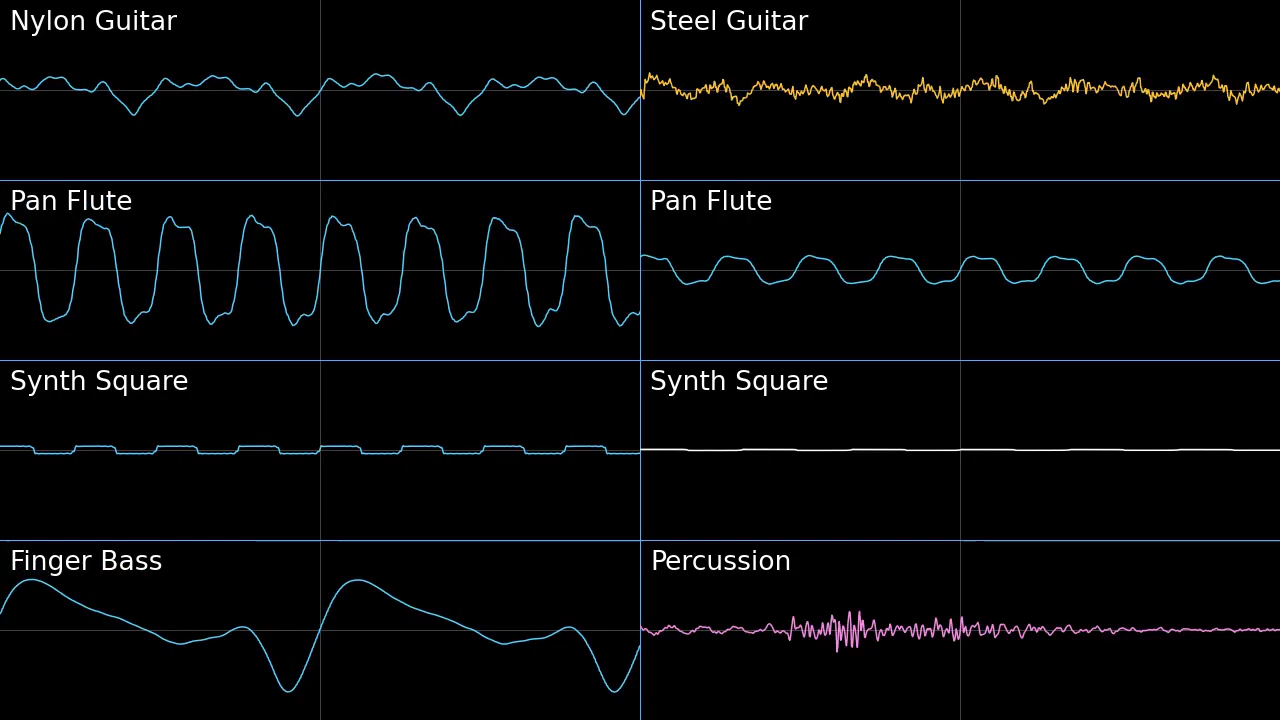 Nylon Guitar
Steel Guitar
Pan Flute
Pan Flute
Synth Square
Synth Square
Finger Bass
Percussion